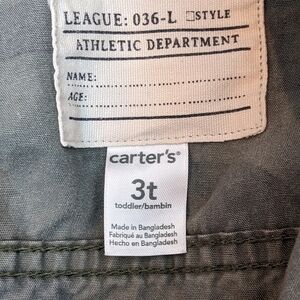 LEAGUE: 036-L □STYLE
ATHLETIC DEPARTMENT
NAME:
AGE:
carter's®
3t
toddler/bambin
Made in Bangladesh
Fabriqué au Bangladesh
Hecho en Bangladesh